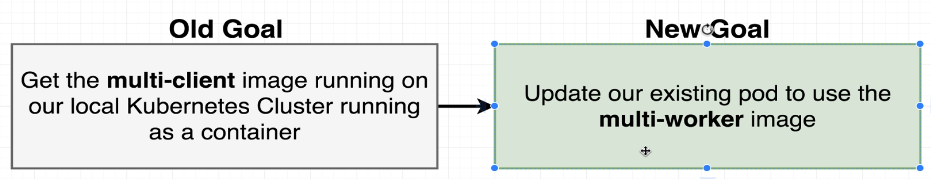 Old Goal
New Goal
Get the multi-client image running on
our local Kubernetes Cluster running
as a container
Update our existing pod to use the
multi-worker image